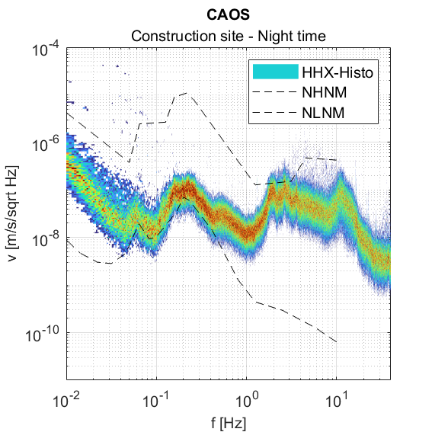 CAOS
Construction site - Night time
10^-4
HHX-Histo
NHNM
NLNM
10^-6
10^-8
10^-10
v [m/s/sqrt Hz]
10^-2
10^-1
10^0
10^1
f [Hz]